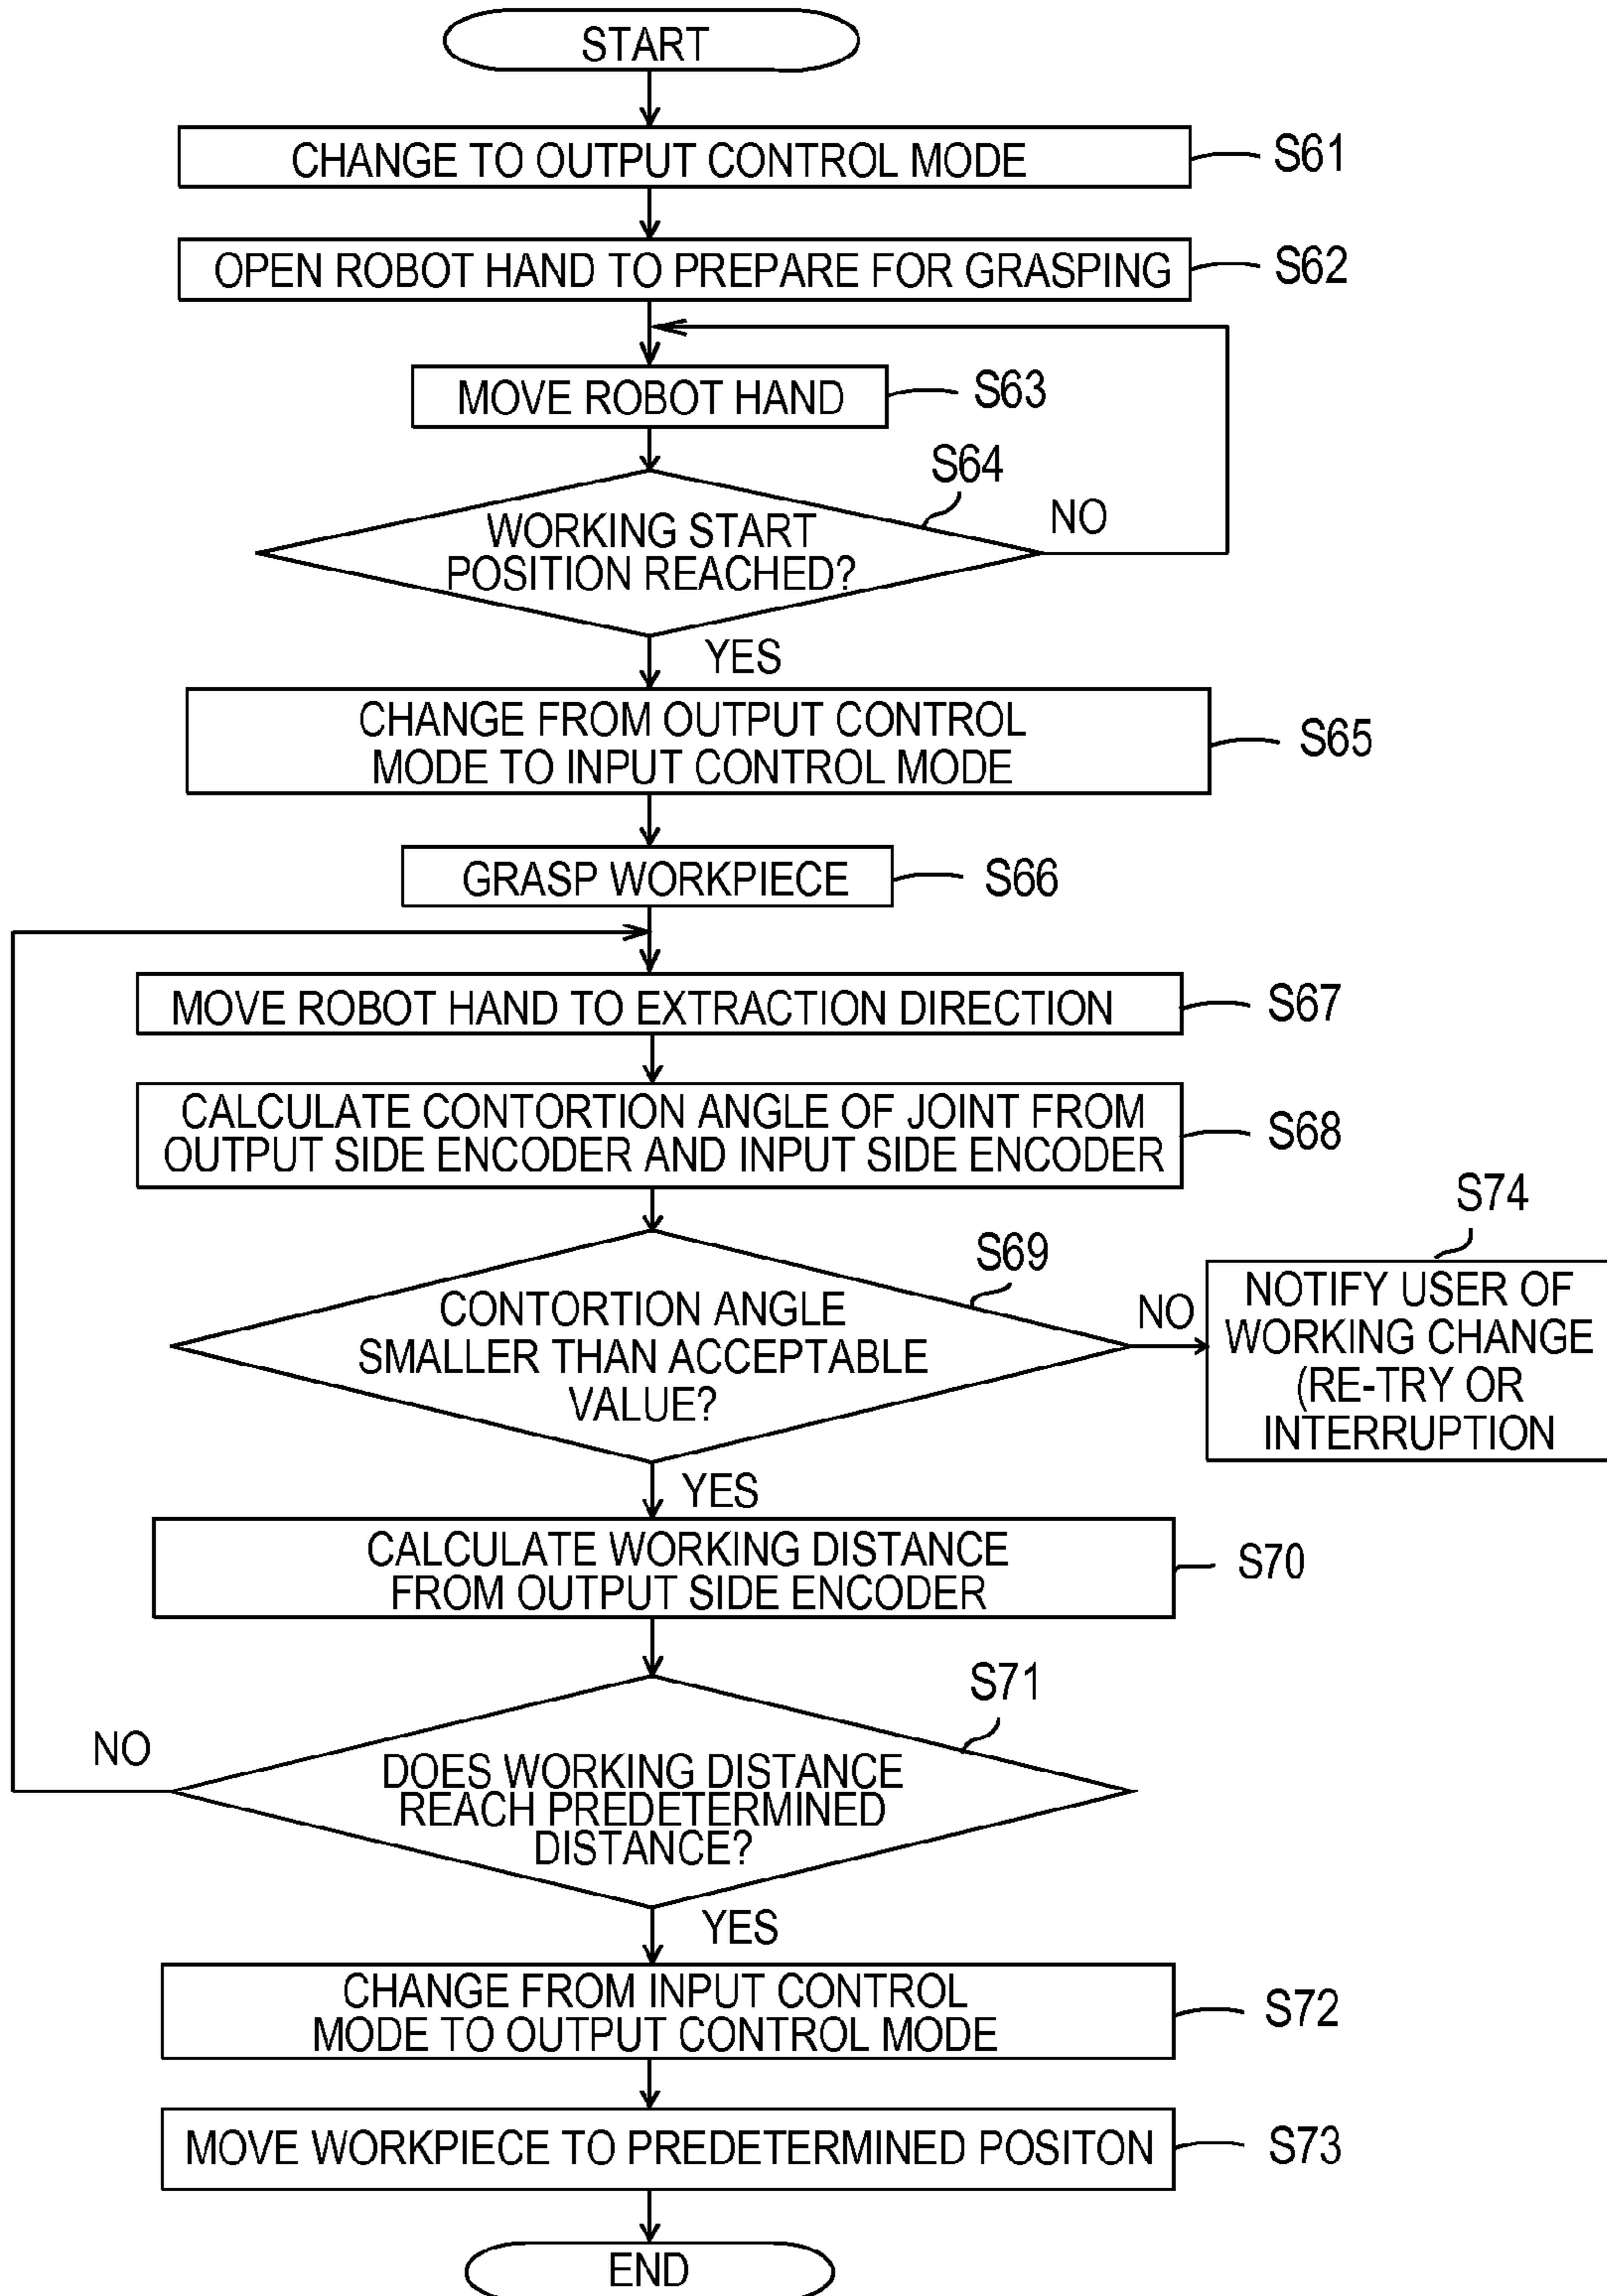 START
CHANGE TO OUTPUT CONTROL MODE
S61
OPEN ROBOT HAND TO PREPARE FOR GRASPING
S62
MOVE ROBOT HAND
S63
S64
WORKING START
POSITION REACHED?
NO
YES
CHANGE FROM OUTPUT CONTROL
MODE TO INPUT CONTROL MODE
S65
GRASP WORKPIECE
S66
MOVE ROBOT HAND TO EXTRACTION DIRECTION
S67
CALCULATE CONTORTION ANGLE OF JOINT FROM
OUTPUT SIDE ENCODER AND INPUT SIDE ENCODER
S68
S69
CONTORTION ANGLE
SMALLER THAN ACCEPTABLE
VALUE?
NO
S74
NOTIFY USER OF
WORKING CHANGE
(RE-TRY OR
INTERRUPTION
YES
CALCULATE WORKING DISTANCE
FROM OUTPUT SIDE ENCODER
S70
S71
NO
DOES WORKING DISTANCE
REACH PREDETERMINED
DISTANCE?
YES
CHANGE FROM INPUT CONTROL
MODE TO OUTPUT CONTROL MODE
S72
MOVE WORKPIECE TO PREDETERMINED POSITON
S73
END